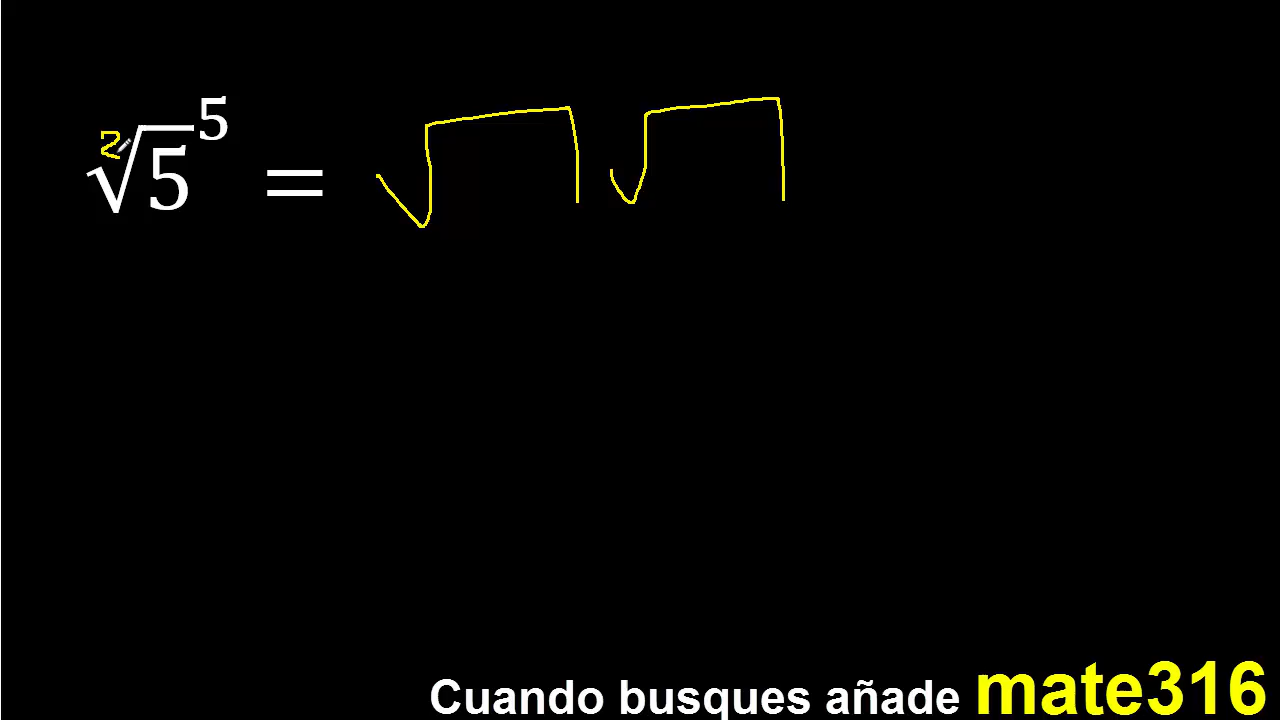 ²√5⁵ = √ √
Cuando busques añade mate316